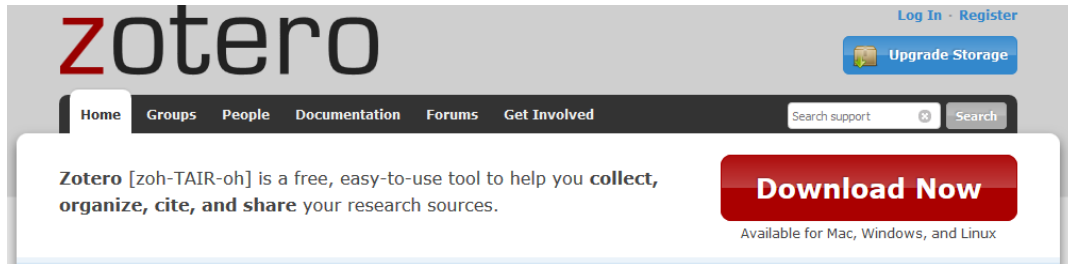 zotero
Log In · Register
Upgrade Storage
Home Groups People Documentation Forums Get Involved
Search support Search
Zotero [zoh-TAIR-oh] is a free, easy-to-use tool to help you collect,
organize, cite, and share your research sources.
Download Now
Available for Mac, Windows, and Linux